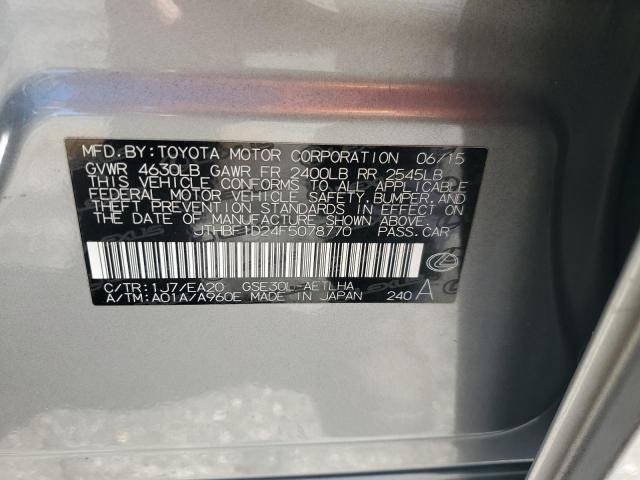 MFD.BY:TOYOTA MOTOR CORPORATION 06/15
GVWR 4630LB GAWR FR 2400LB RR 2545LB
THIS VEHICLE CONFORMS TO ALL APPLICABLE
FEDERAL MOTOR VEHICLE SAFETY,BUMPER,AND
THEFT PREVENTION STANDARDS IN EFFECT ON
THE DATE OF MANUFACTURE SHOWN ABOVE.
JTHBF1D24F5078770 PASS.CAR
C/TR:1J7/EA20 GSE30L-AETLHA
A/TM:A01A/A960E MADE IN JAPAN 240 A